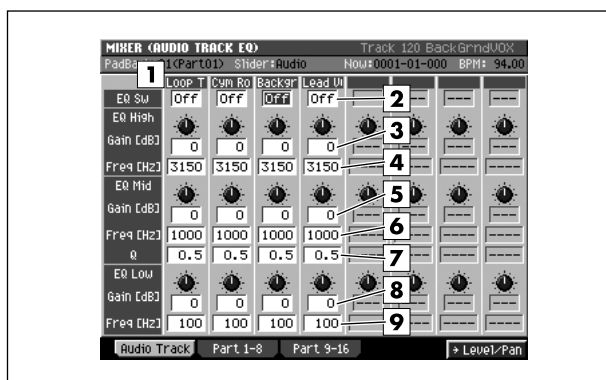 MIXER (AUDIO TRACK EQ) Track 120 BackGrndVOX
1(Part01) Slider:Audio Now:0001-01-000 BPM: 94.00
1
Loop T Cym Ro Backgr Lead
EQ Sw Off Off Off Off --- --- --- --- 2
EQ High
Gain [dB] 0 0 0 0 --- --- --- --- 3
Freq [Hz] 3150 3150 3150 3150 ---- ---- ---- ---- 4
EQ Mid
Gain [dB] 0 0 0 0 --- --- --- --- 5
Freq [Hz] 1000 1000 1000 1000 ---- ---- ---- ---- 6
Q 0.5 0.5 0.5 0.5 ---- ---- ---- ---- 7
EQ Low
Gain [dB] 0 0 0 0 --- --- --- --- 8
Freq [Hz] 100 100 100 100 ---- ---- ---- ---- 9
Audio Track Part 1-8 Part 9-16 → Level/Pan